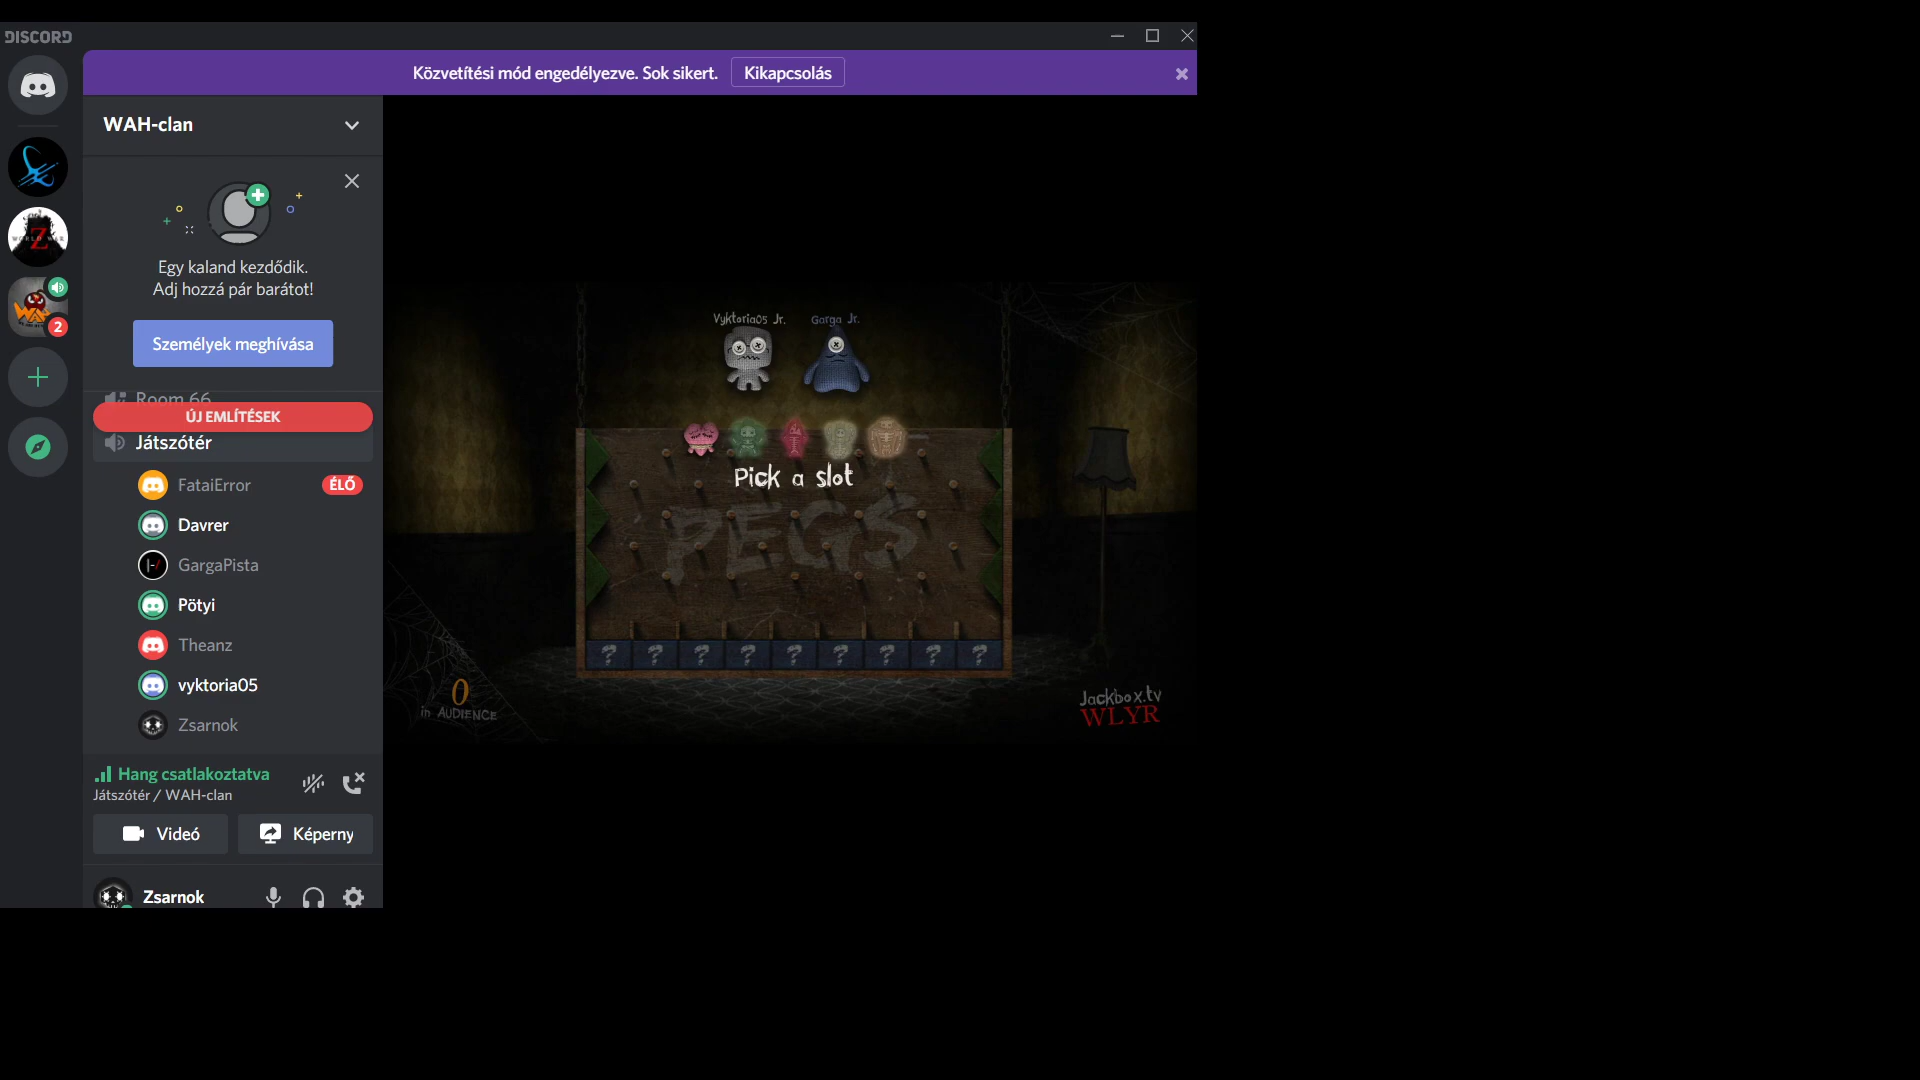 DISCORD
Közvetítési mód engedélyezve. Sok sikert.
Kikapcsolás
WAH-clan
Egy kaland kezdődik.
Adj hozzá pár barátot!
Személyek meghívása
2
Room 66
ÚJ EMLÍTÉSEK
Játszótér
FataiError
ÉLŐ
Davrer
GargaPista
Pötyi
Theanz
vyktoria05
Zsarnok
Hang csatlakoztatva
Játszótér / WAH-clan
Videó
Képerny
Zsarnok
Vyktoria05 Jr.
Garga Jr.
Pick a slot
PEGS
? ? ? ? ? ? ? ? ?
0
in AUDIENCE
Jackbox.tv
WLYR